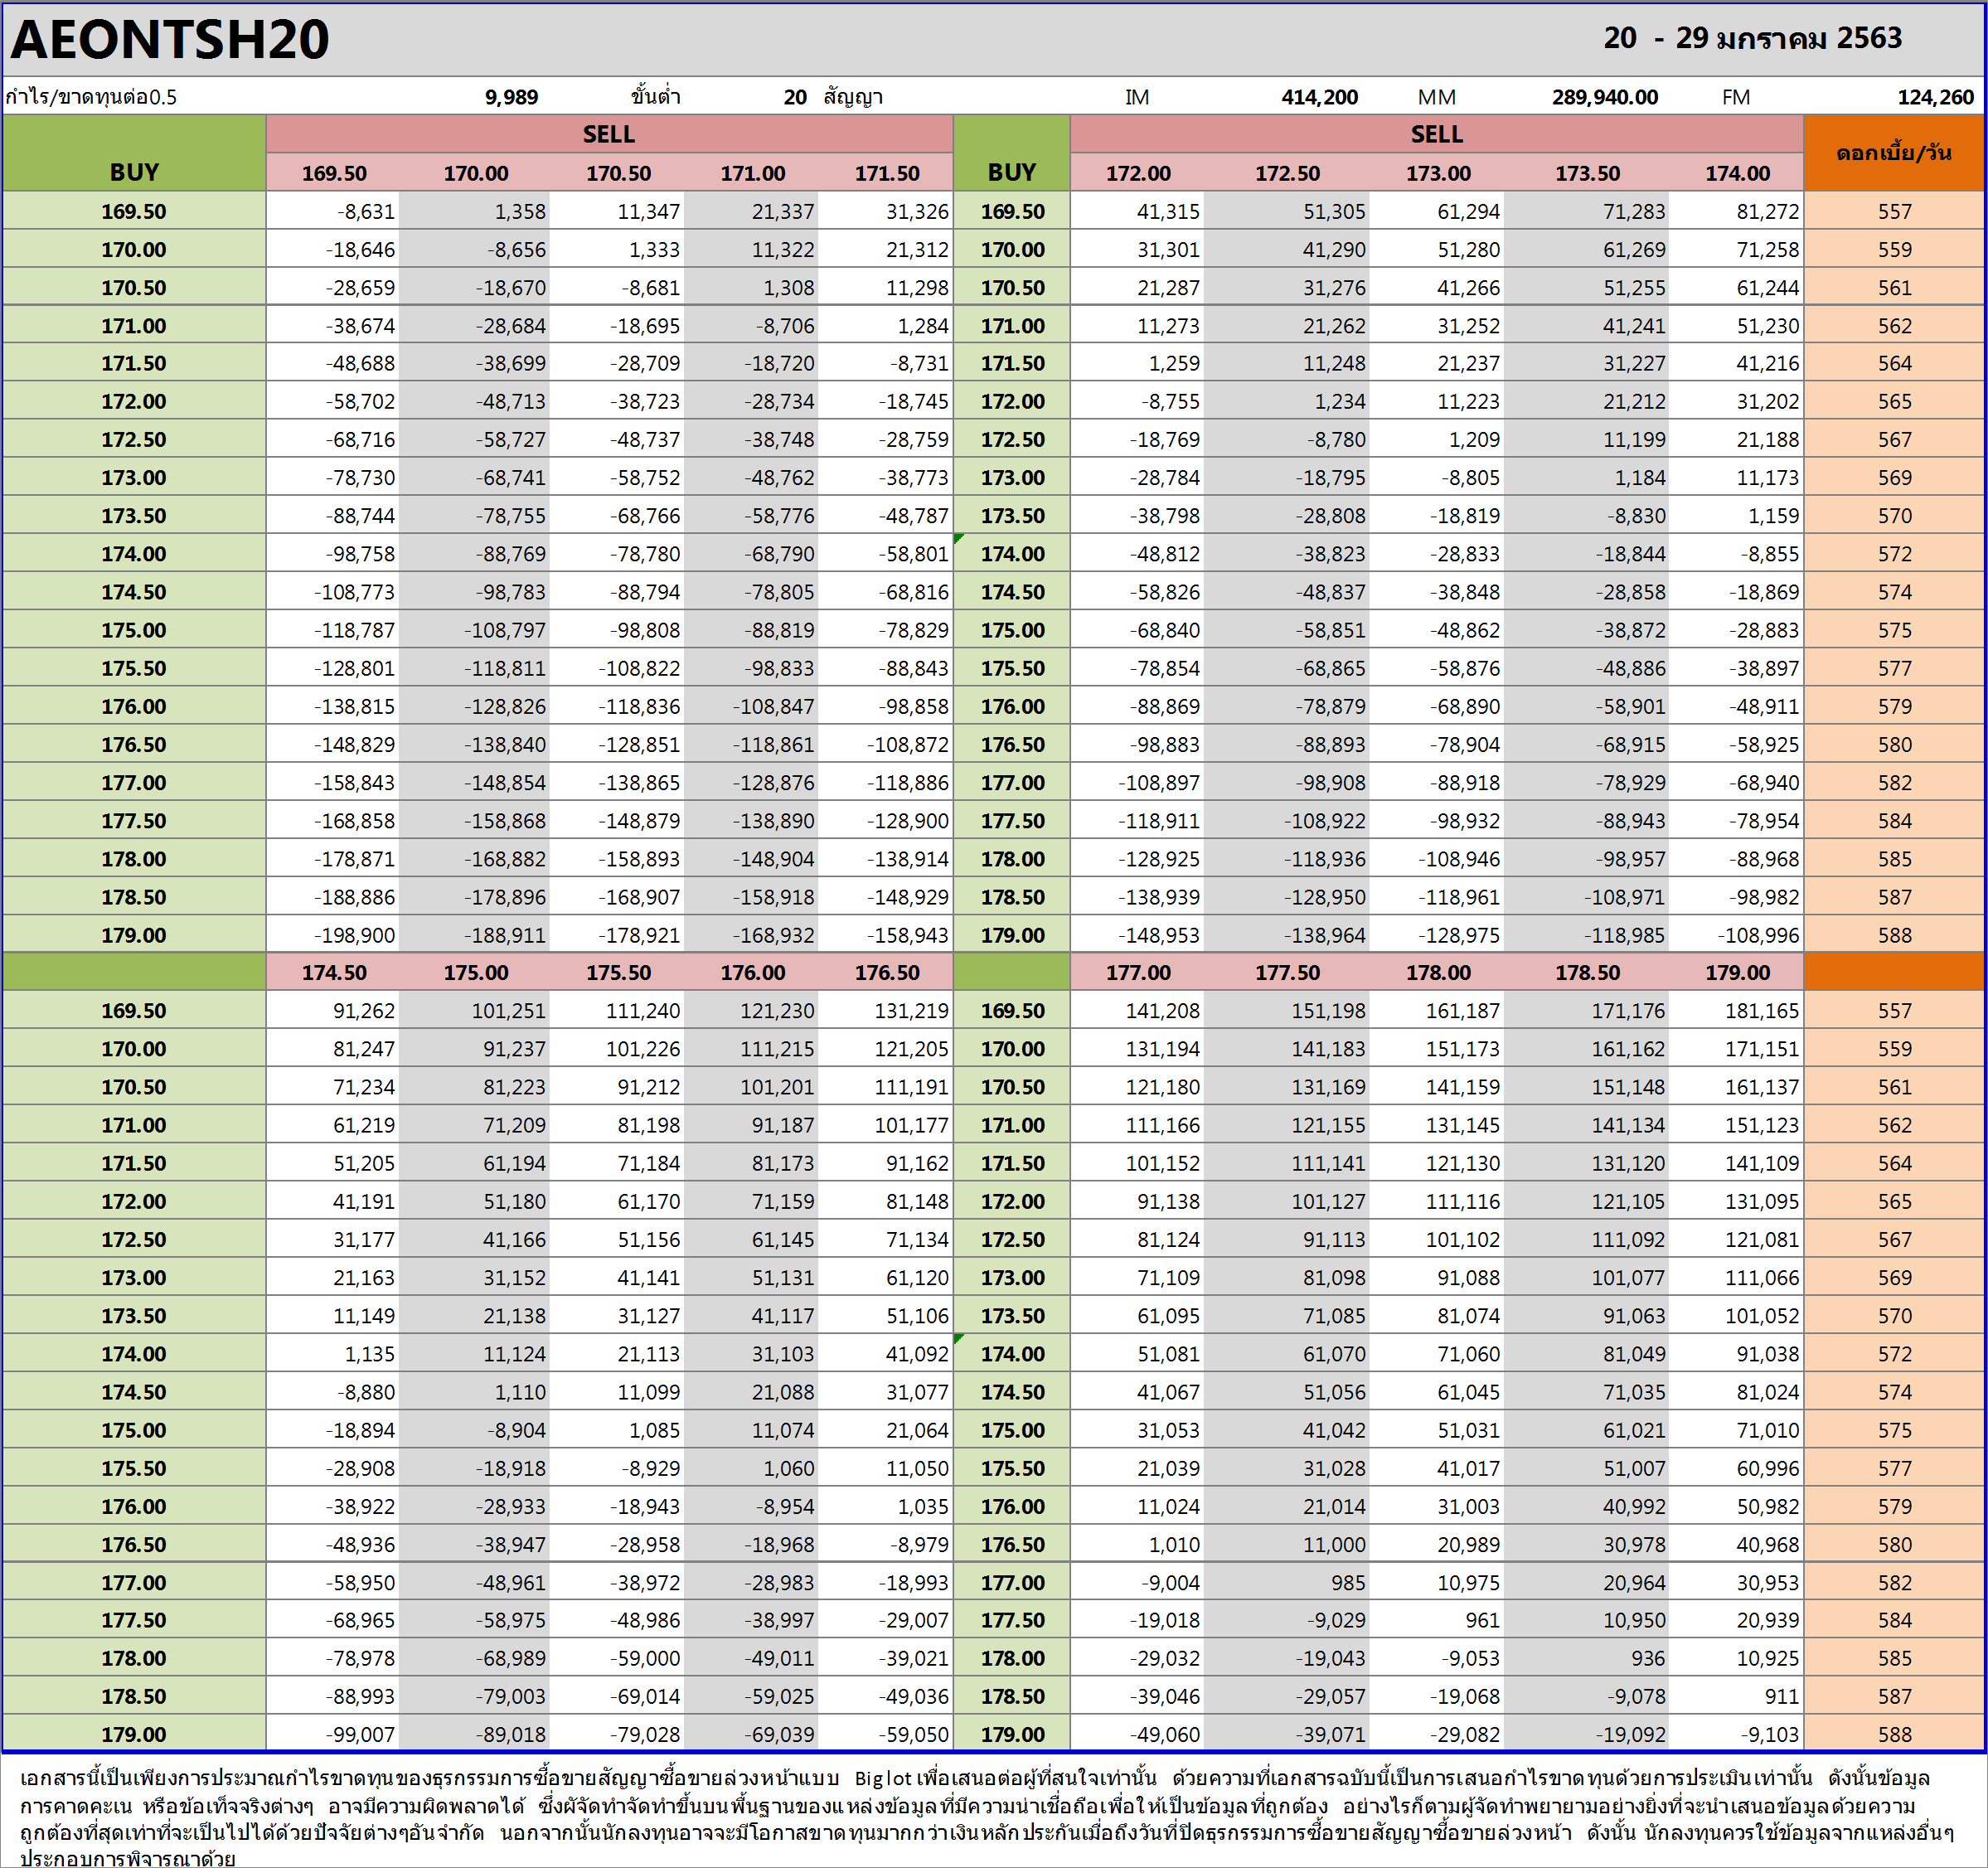 AEONTSH20 20 - 29 มกราคม 2563
กำไร/ขาดทุนต่อ0.5 9,989 ขั้นต่ำ 20 สัญญา IM 414,200 MM 289,940.00 FM 124,260
BUY SELL BUY SELL ดอกเบี้ย/วัน
169.50 170.00 170.50 171.00 171.50 172.00 172.50 173.00 173.50 174.00
169.50 -8,631 1,358 11,347 21,337 31,326 169.50 41,315 51,305 61,294 71,283 81,272 557
170.00 -18,646 -8,656 1,333 11,322 21,312 170.00 31,301 41,290 51,280 61,269 71,258 559
170.50 -28,659 -18,670 -8,681 1,308 11,298 170.50 21,287 31,276 41,266 51,255 61,244 561
171.00 -38,674 -28,684 -18,695 -8,706 1,284 171.00 11,273 21,262 31,252 41,241 51,230 562
171.50 -48,688 -38,699 -28,709 -18,720 -8,731 171.50 1,259 11,248 21,237 31,227 41,216 564
172.00 -58,702 -48,713 -38,723 -28,734 -18,745 172.00 -8,755 1,234 11,223 21,212 31,202 565
172.50 -68,716 -58,727 -48,737 -38,748 -28,759 172.50 -18,769 -8,780 1,209 11,199 21,188 567
173.00 -78,730 -68,741 -58,752 -48,762 -38,773 173.00 -28,784 -18,795 -8,805 1,184 11,173 569
173.50 -88,744 -78,755 -68,766 -58,776 -48,787 173.50 -38,798 -28,808 -18,819 -8,830 1,159 570
174.00 -98,758 -88,769 -78,780 -68,790 -58,801 174.00 -48,812 -38,823 -28,833 -18,844 -8,855 572
174.50 -108,773 -98,783 -88,794 -78,805 -68,816 174.50 -58,826 -48,837 -38,848 -28,858 -18,869 574
175.00 -118,787 -108,797 -98,808 -88,819 -78,829 175.00 -68,840 -58,851 -48,862 -38,872 -28,883 575
175.50 -128,801 -118,811 -108,822 -98,833 -88,843 175.50 -78,854 -68,865 -58,876 -48,886 -38,897 577
176.00 -138,815 -128,826 -118,836 -108,847 -98,858 176.00 -88,869 -78,879 -68,890 -58,901 -48,911 579
176.50 -148,829 -138,840 -128,851 -118,861 -108,872 176.50 -98,883 -88,893 -78,904 -68,915 -58,925 580
177.00 -158,843 -148,854 -138,865 -128,876 -118,886 177.00 -108,897 -98,908 -88,918 -78,929 -68,940 582
177.50 -168,858 -158,868 -148,879 -138,890 -128,900 177.50 -118,911 -108,922 -98,932 -88,943 -78,954 584
178.00 -178,871 -168,882 -158,893 -148,904 -138,914 178.00 -128,925 -118,936 -108,946 -98,957 -88,968 585
178.50 -188,886 -178,896 -168,907 -158,918 -148,929 178.50 -138,939 -128,950 -118,961 -108,971 -98,982 587
179.00 -198,900 -188,911 -178,921 -168,932 -158,943 179.00 -148,953 -138,964 -128,975 -118,985 -108,996 588
174.50 175.00 175.50 176.00 176.50 177.00 177.50 178.00 178.50 179.00
169.50 91,262 101,251 111,240 121,230 131,219 169.50 141,208 151,198 161,187 171,176 181,165 557
170.00 81,247 91,237 101,226 111,215 121,205 170.00 131,194 141,183 151,173 161,162 171,151 559
170.50 71,234 81,223 91,212 101,201 111,191 170.50 121,180 131,169 141,159 151,148 161,137 561
171.00 61,219 71,209 81,198 91,187 101,177 171.00 111,166 121,155 131,145 141,134 151,123 562
171.50 51,205 61,194 71,184 81,173 91,162 171.50 101,152 111,141 121,130 131,120 141,109 564
172.00 41,191 51,180 61,170 71,159 81,148 172.00 91,138 101,127 111,116 121,105 131,095 565
172.50 31,177 41,166 51,156 61,145 71,134 172.50 81,124 91,113 101,102 111,092 121,081 567
173.00 21,163 31,152 41,141 51,131 61,120 173.00 71,109 81,098 91,088 101,077 111,066 569
173.50 11,149 21,138 31,127 41,117 51,106 173.50 61,095 71,085 81,074 91,063 101,052 570
174.00 1,135 11,124 21,113 31,103 41,092 174.00 51,081 61,070 71,060 81,049 91,038 572
174.50 -8,880 1,110 11,099 21,088 31,077 174.50 41,067 51,056 61,045 71,035 81,024 574
175.00 -18,894 -8,904 1,085 11,074 21,064 175.00 31,053 41,042 51,031 61,021 71,010 575
175.50 -28,908 -18,918 -8,929 1,060 11,050 175.50 21,039 31,028 41,017 51,007 60,996 577
176.00 -38,922 -28,933 -18,943 -8,954 1,035 176.00 11,024 21,014 31,003 40,992 50,982 579
176.50 -48,936 -38,947 -28,958 -18,968 -8,979 176.50 1,010 11,000 20,989 30,978 40,968 580
177.00 -58,950 -48,961 -38,972 -28,983 -18,993 177.00 -9,004 985 10,975 20,964 30,953 582
177.50 -68,965 -58,975 -48,986 -38,997 -29,007 177.50 -19,018 -9,029 961 10,950 20,939 584
178.00 -78,978 -68,989 -59,000 -49,011 -39,021 178.00 -29,032 -19,043 -9,053 936 10,925 585
178.50 -88,993 -79,003 -69,014 -59,025 -49,036 178.50 -39,046 -29,057 -19,068 -9,078 911 587
179.00 -99,007 -89,018 -79,028 -69,039 -59,050 179.00 -49,060 -39,071 -29,082 -19,092 -9,103 588
เอกสารนี้เป็นเพียงการประมาณกำไรขาดทุนของธุรกรรมการซื้อขายสัญญาซื้อขายล่วงหน้าแบบ Biglot เพื่อเสนอต่อผู้ที่สนใจเท่านั้น ด้วยความที่เอกสารฉบับนี้เป็นการเสนอกำไรขาดทุนด้วยการประเมินเท่านั้น ดังนั้นข้อมูล
การคาดคะเน หรือข้อเท็จจริงต่างๆ อาจมีความผิดพลาดได้ ซึ่งผัจัดทำจัดทำขึ้นบนพื้นฐานของแหล่งข้อมูลที่มีความน่าเชื่อถือเพื่อให้เป็นข้อมูลที่ถูกต้อง อย่างไรก็ตามผู้จัดทำพยายามอย่างยิ่งที่จะนำเสนอข้อมูลด้วยความ
ถูกต้องที่สุดเท่าที่จะเป็นไปได้ด้วยปัจจัยต่างๆอันจำกัด นอกจากนั้นนักลงทุนอาจจะมีโอกาสขาดทุนมากกว่าเงินหลักประกันเมื่อถึงวันที่ปิดธุรกรรมการซื้อขายสัญญาซื้อขายล่วงหน้า ดังนั้น นักลงทุนควรใช้ข้อมูลจากแหล่งอื่นๆ
ประกอบการพิจารณาด้วย